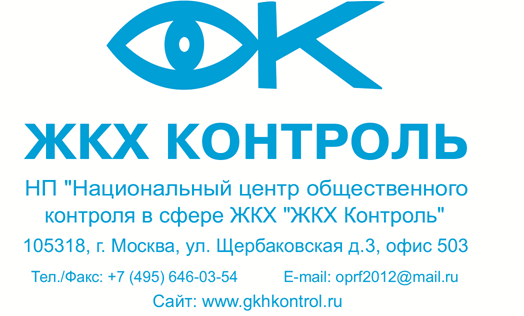 ЖКХ КОНТРОЛЬ
НП "Национальный центр общественного
контроля в сфере ЖКХ "ЖКХ Контроль"
105318, г. Москва, ул. Щербаковская д.3, офис 503
Тел./Факс: +7 (495) 646-03-54 E-mail: oprf2012@mail.ru
Сайт: www.gkhkontrol.ru